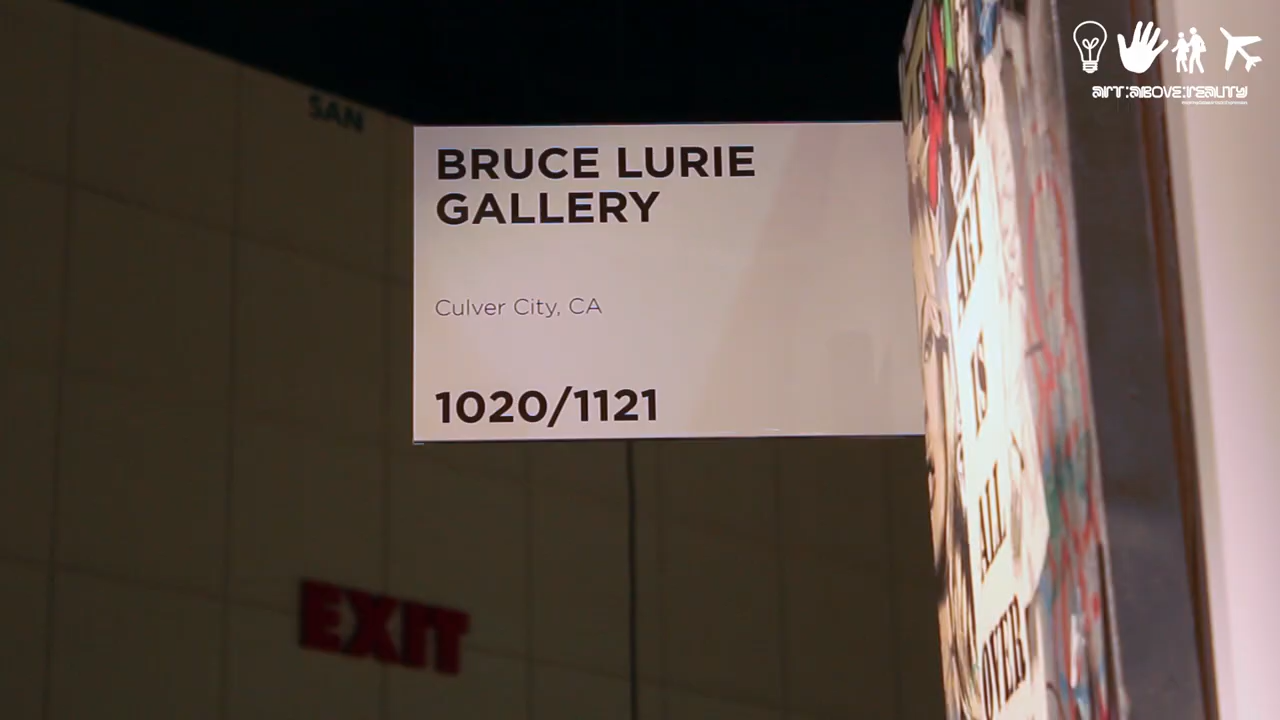 ART:ABOVE:REALITY
SAN
BRUCE LURIE
GALLERY
Culver City, CA
1020/1121
EXIT
ART
IS
ALL
OVER